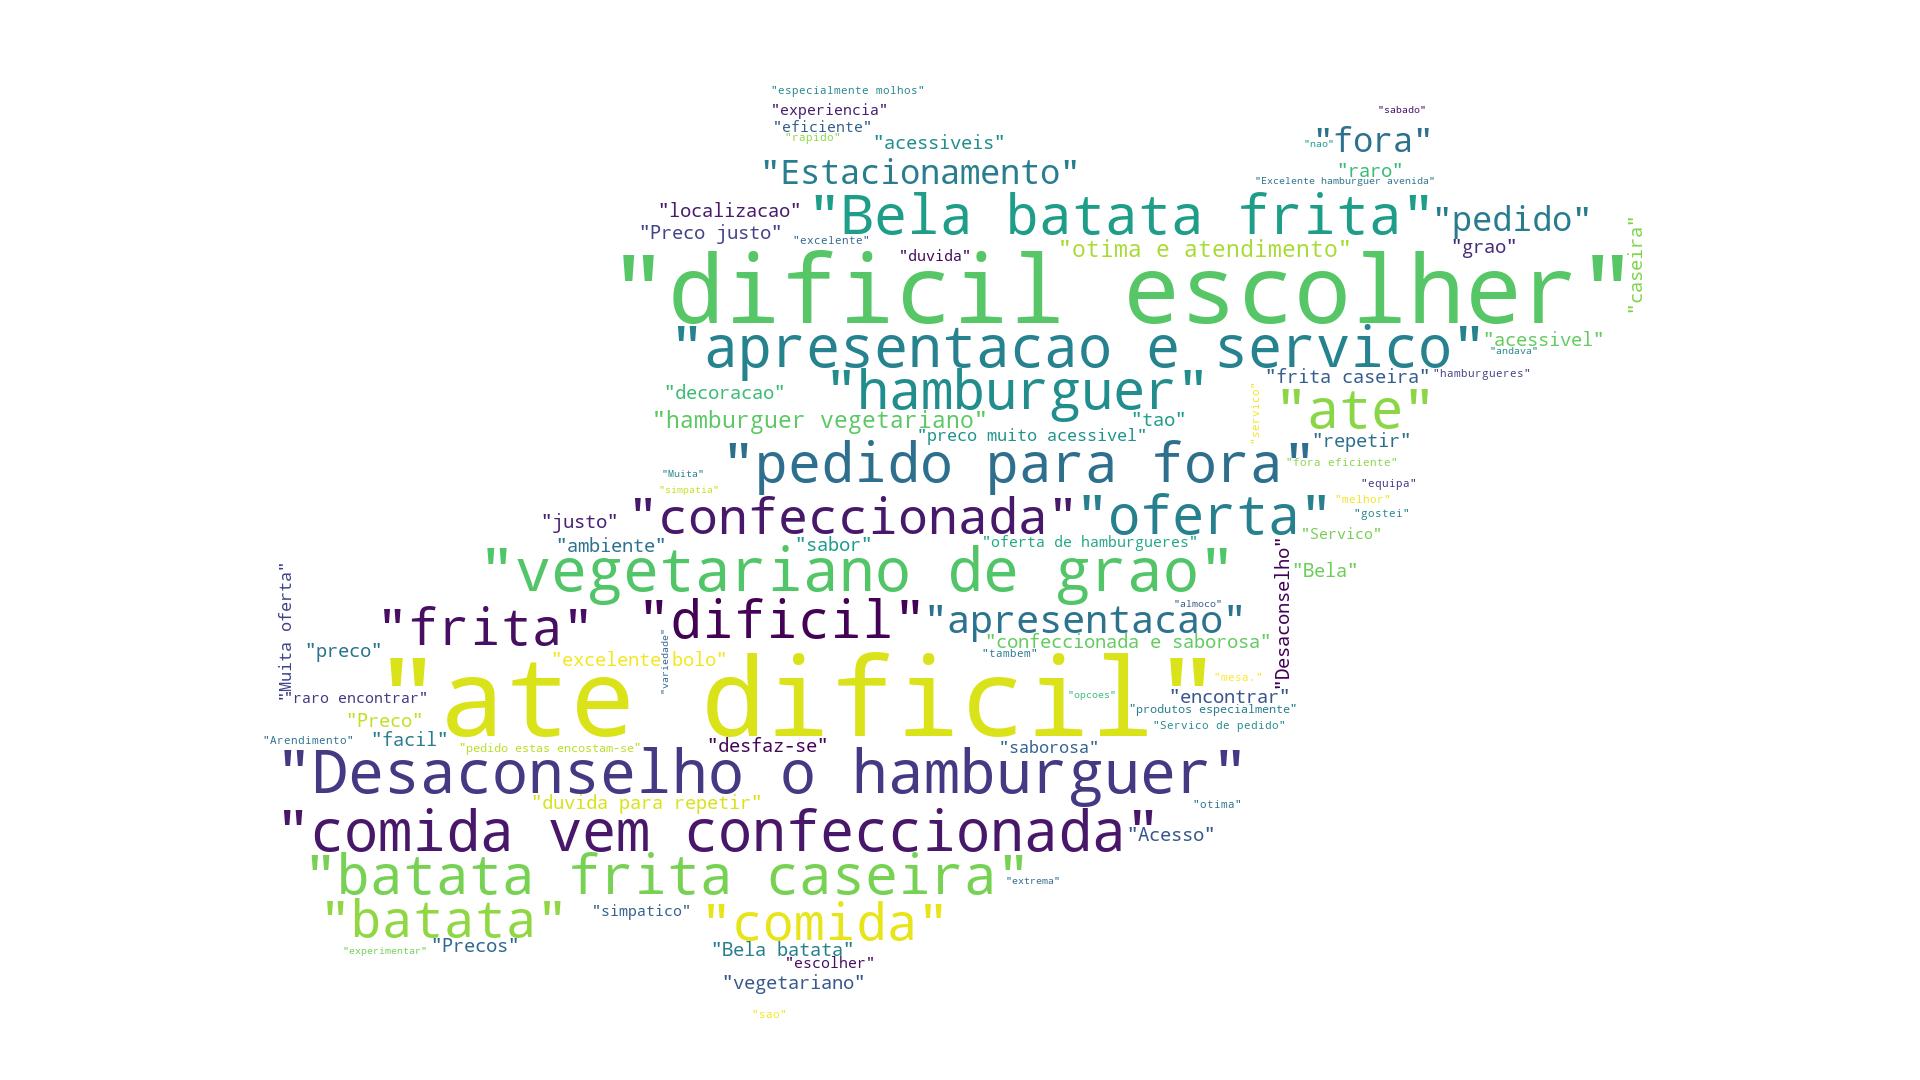 "especialmente molhos"
"experiencia"
"sabado"
"eficiente"
"rapido"
"fora"
"acessiveis"
"nao"
"Estacionamento"
"raro"
"Excelente hamburguer avenida"
"localizacao"
"Bela batata frita"
"pedido"
"Preco justo"
"excelente"
"duvida"
"otima e atendimento"
"grao"
"caseira"
"dificil escolher"
"apresentacao e servico"
"acessivel"
"andava"
"frita caseira"
"hamburgueres"
"decoracao"
"hamburguer"
"servico"
"ate"
"hamburguer vegetariano"
"tao"
"preco muito acessivel"
"repetir"
"pedido para fora"
"fora eficiente"
"Muita"
"simpatia"
"equipa"
"melhor"
"justo"
"confeccionada"
"oferta"
"gostei"
"Servico"
"ambiente"
"sabor"
"oferta de hamburgueres"
"vegetariano de grao"
"Desaconselho"
"Bela"
"Muita oferta"
"frita"
"dificil"
"apresentacao"
"almoco"
"confeccionada e saborosa"
"preco"
"variedade"
"excelente bolo"
"tambem"
"mesa."
"raro encontrar"
"ate dificil"
"opcoes"
"encontrar"
"produtos especialmente"
"Preco"
"Servico de pedido"
"Arendimento"
"facil"
"pedido estas encostam-se"
"desfaz-se"
"saborosa"
"Desaconselho o hamburguer"
"duvida para repetir"
"otima"
"comida vem confeccionada"
"Acesso"
"batata frita caseira"
"extrema"
"batata"
"simpatico"
"comida"
"experimentar"
"Precos"
"Bela batata"
"escolher"
"vegetariano"
"sao"